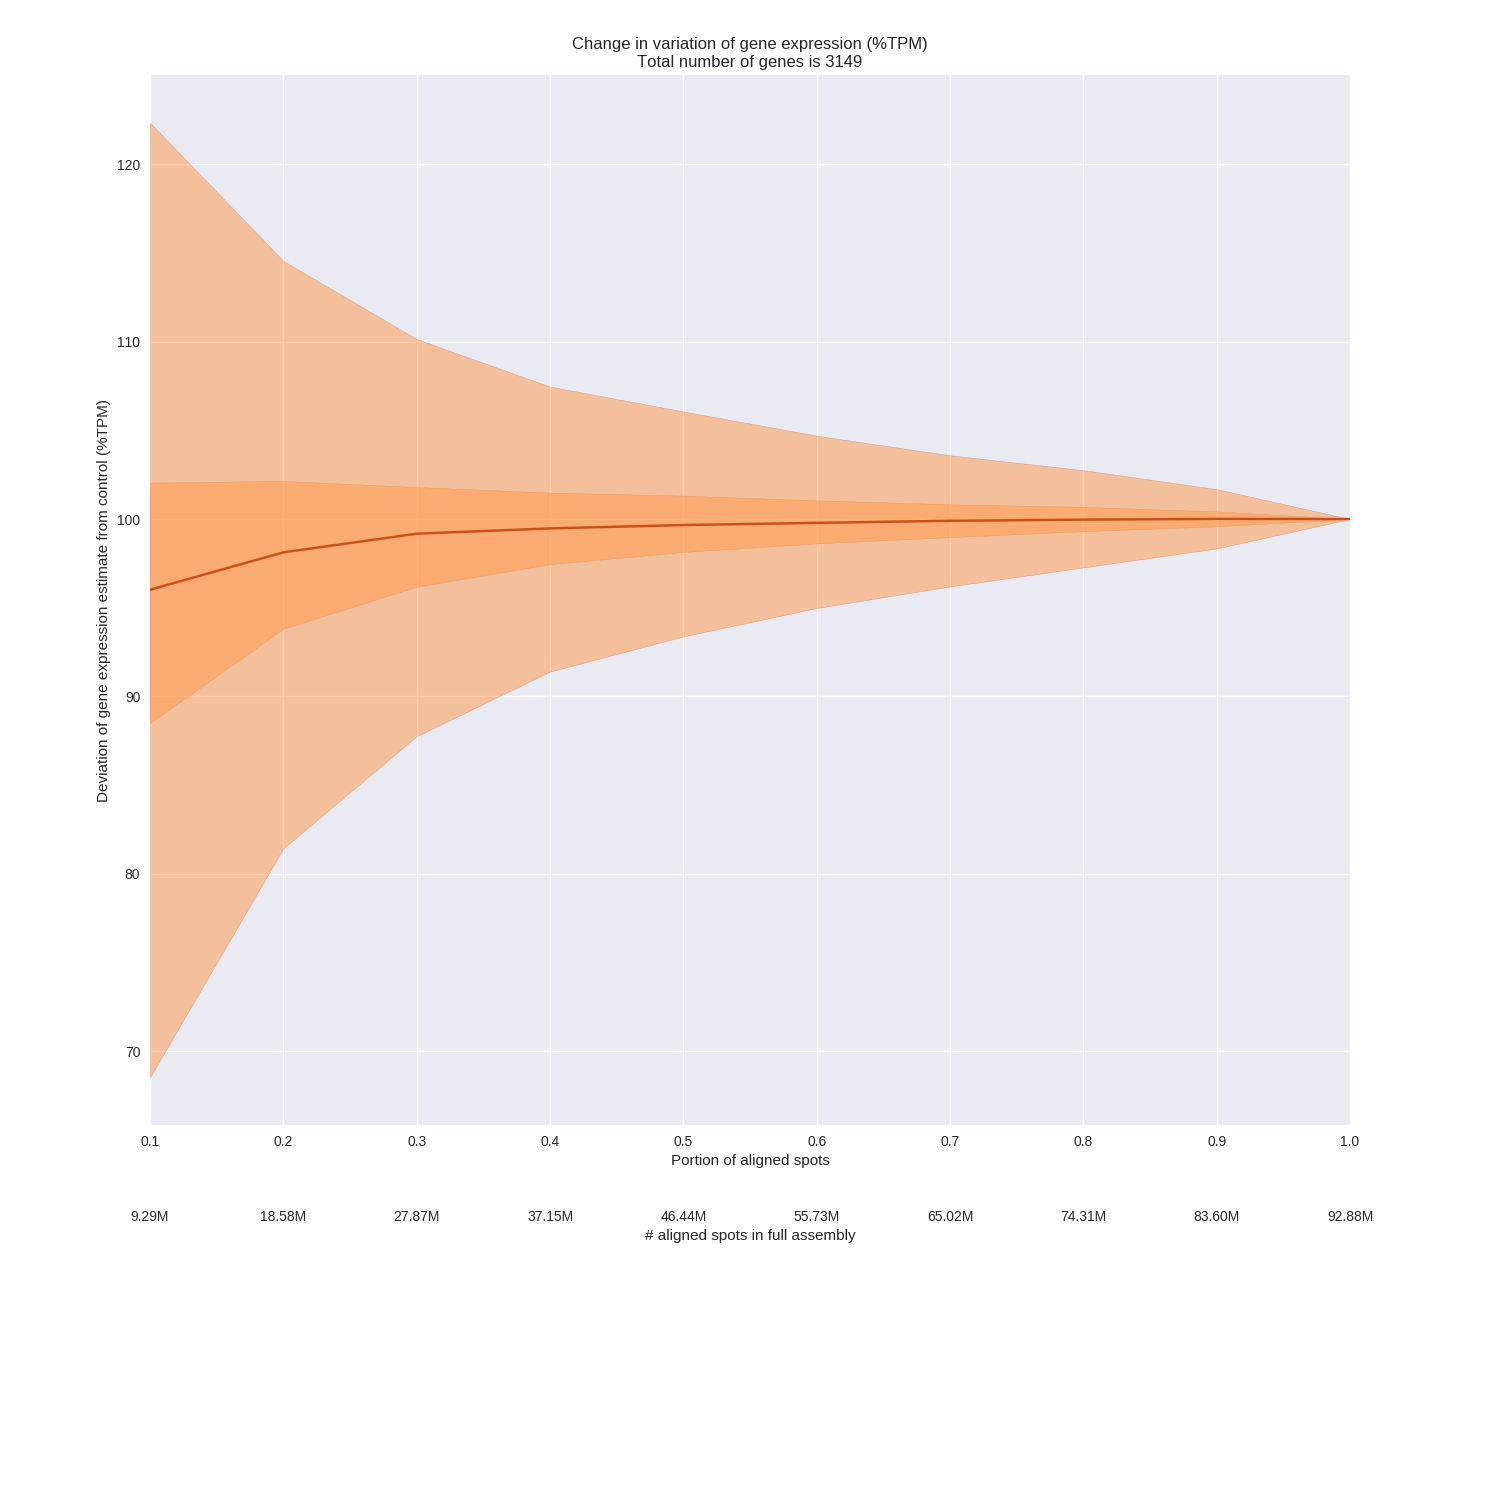 Change in variation of gene expression (%TPM)
Total number of genes is 3149
Deviation of gene expression estimate from control (%TPM)
120
110
100
90
80
70
0.1 0.2 0.3 0.4 0.5 0.6 0.7 0.8 0.9 1.0
Portion of aligned spots
9.29M 18.58M 27.87M 37.15M 46.44M 55.73M 65.02M 74.31M 83.60M 92.88M
# aligned spots in full assembly